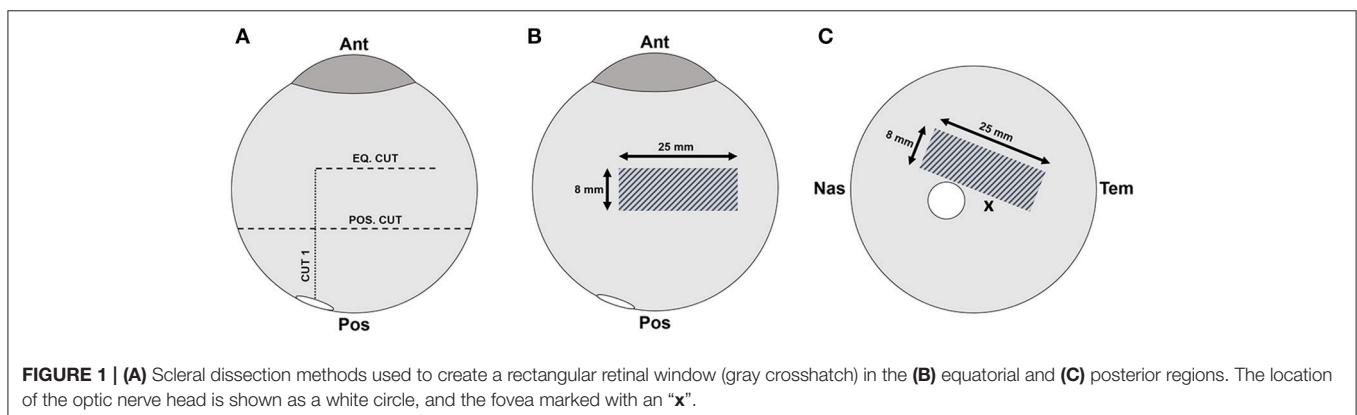 A
Ant
EQ. CUT
POS. CUT
CUT 1
Pos
B
Ant
25 mm
8 mm
Pos
C
25 mm
8 mm
Nas
Tem
x
FIGURE 1 | (A) Scleral dissection methods used to create a rectangular retinal window (gray crosshatch) in the (B) equatorial and (C) posterior regions. The location
of the optic nerve head is shown as a white circle, and the fovea marked with an “x”.